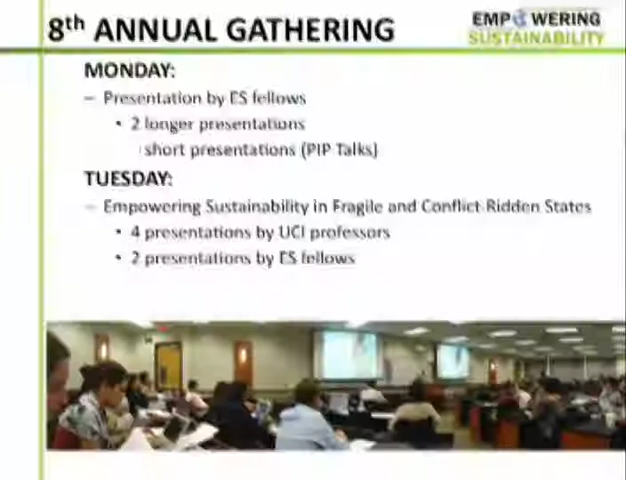 8th ANNUAL GATHERING
EMPOWERING
SUSTAINABILITY
MONDAY:
– Presentation by ES fellows
• 2 longer presentations
short presentations (PIP Talks)
TUESDAY:
– Empowering Sustainability in Fragile and Conflict Ridden States
• 4 presentations by UCI professors
• 2 presentations by ES fellows